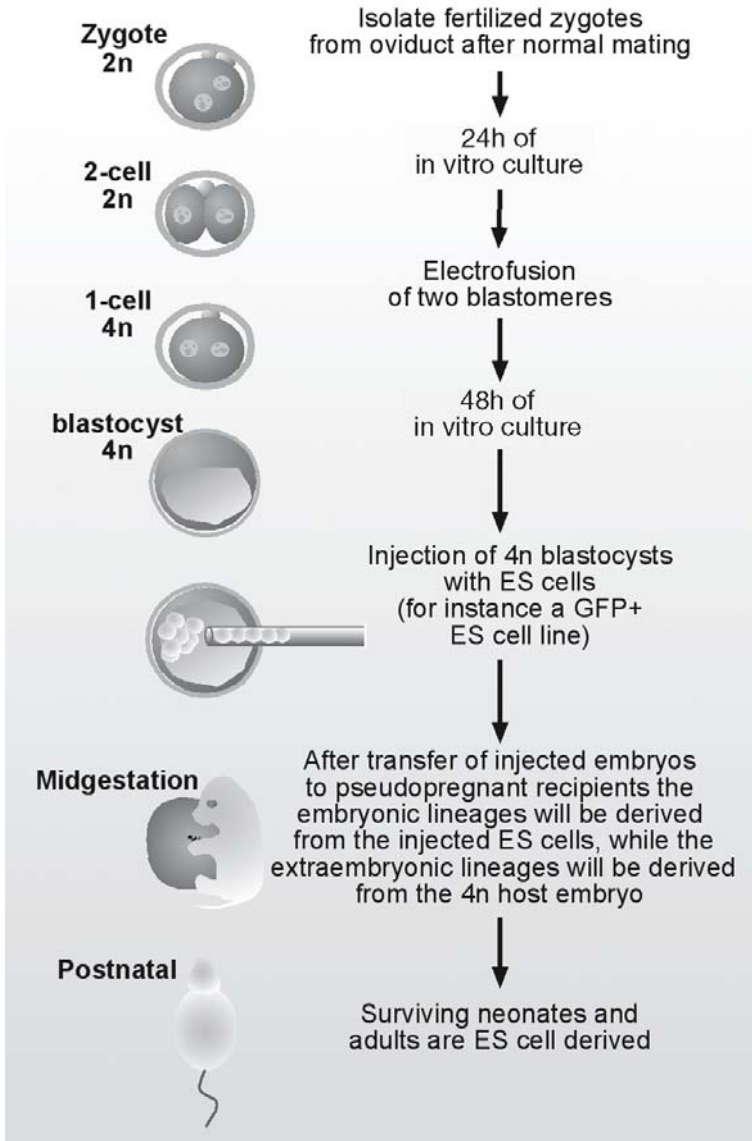 Zygote
2n
Isolate fertilized zygotes
from oviduct after normal mating
24h of
in vitro culture
2-cell
2n
Electrofusion
of two blastomeres
1-cell
4n
48h of
in vitro culture
blastocyst
4n
Injection of 4n blastocysts
with ES cells
(for instance a GFP+
ES cell line)
Midgestation
After transfer of injected embryos
to pseudopregnant recipients the
embryonic lineages will be derived
from the injected ES cells, while the
extraembryonic lineages will be derived
from the 4n host embryo
Postnatal
Surviving neonates and
adults are ES cell derived